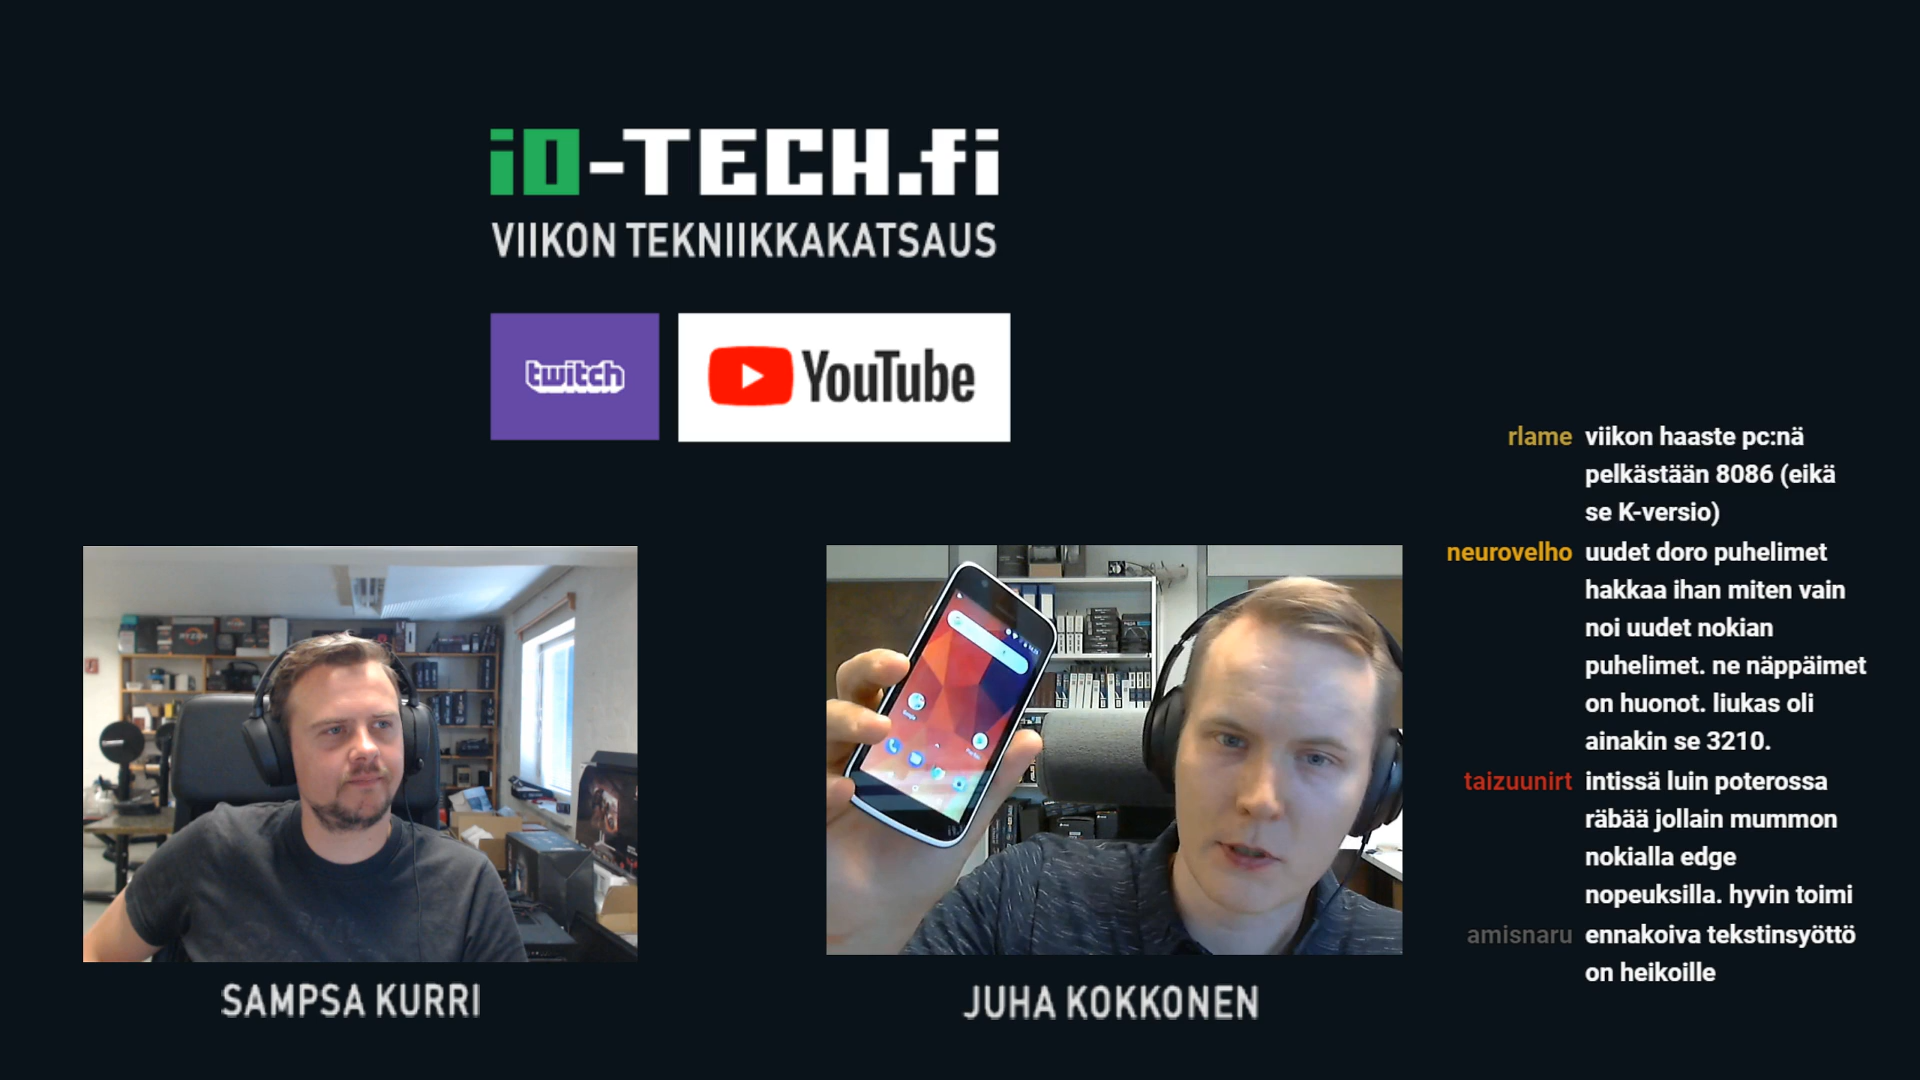 iO-TECH.fi
VIIKON TEKNIIKKAKATSAUS
twitch
YouTube
rlame viikon haaste pc:nä
pelkästään 8086 (eikä
se K-versio)
neurovelho uudet doro puhelimet
hakkaa ihan miten vain
noi uudet nokian
puhelimet. ne näppäimet
on huonot. liukas oli
ainakin se 3210.
taizuunirt intissä luin poterossa
räbää jollain mummon
nokialla edge
nopeuksilla. hyvin toimi
amisnaru ennakoiva tekstinsyöttö
on heikoille
RYZEN
SAMPSA KURRI
JUHA KOKKONEN